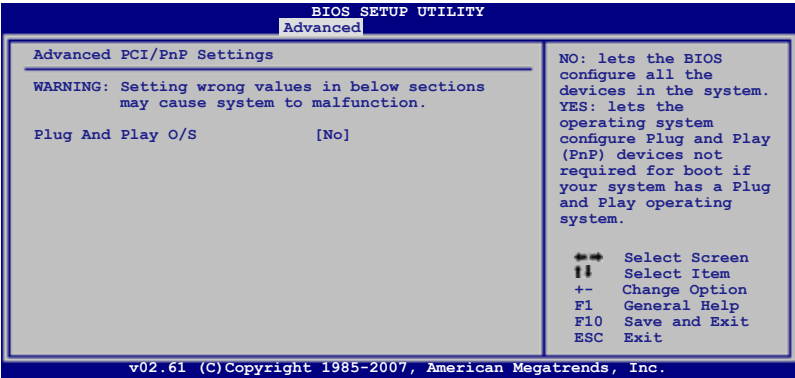 BIOS SETUP UTILITY
Advanced
Advanced PCI/PnP Settings
WARNING: Setting wrong values in below sections
may cause system to malfunction.
Plug And Play O/S [No]
NO: lets the BIOS
configure all the
devices in the system.
YES: lets the
operating system
configure Plug and Play
(PnP) devices not
required for boot if
your system has a Plug
and Play operating
system.
←→ Select Screen
↑↓ Select Item
+- Change Option
F1 General Help
F10 Save and Exit
ESC Exit
v02.61 (C)Copyright 1985-2007, American Megatrends, Inc.